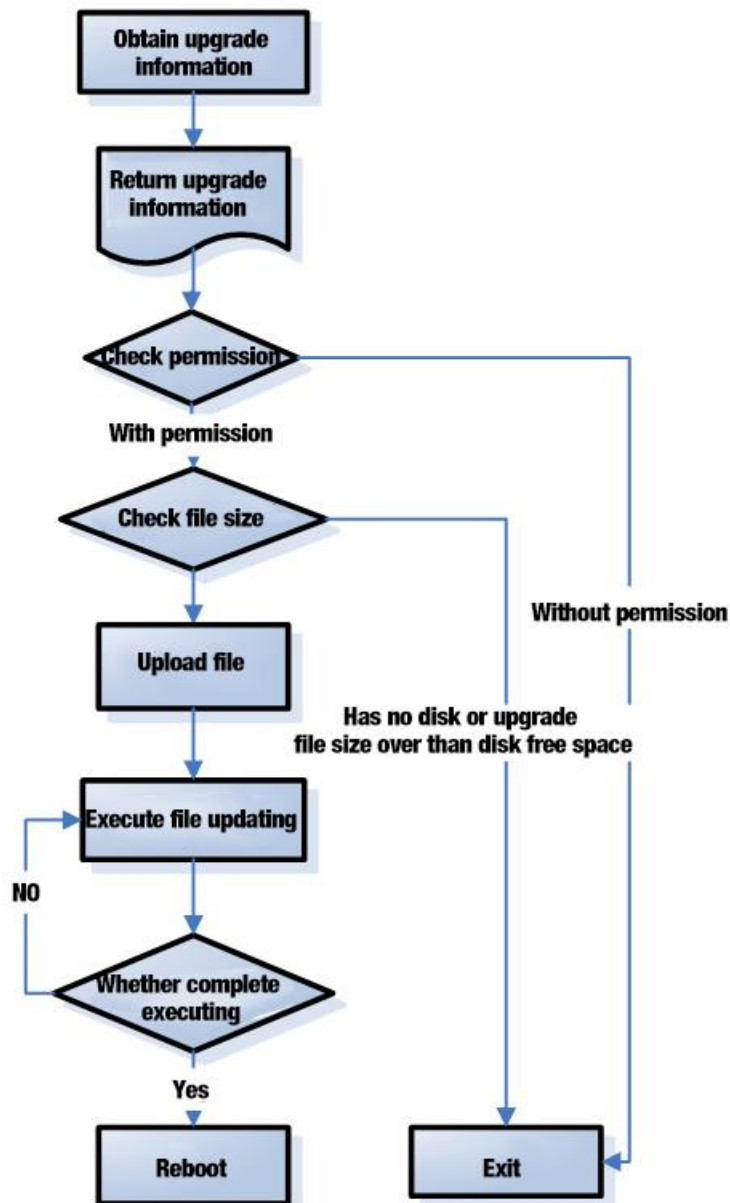 Obtain upgrade
information
Return upgrade
information
Check permission
With permission
Check file size
Without permission
Upload file
Has no disk or upgrade
file size over than disk free space
Execute file updating
NO
Whether complete
executing
Yes
Reboot
Exit